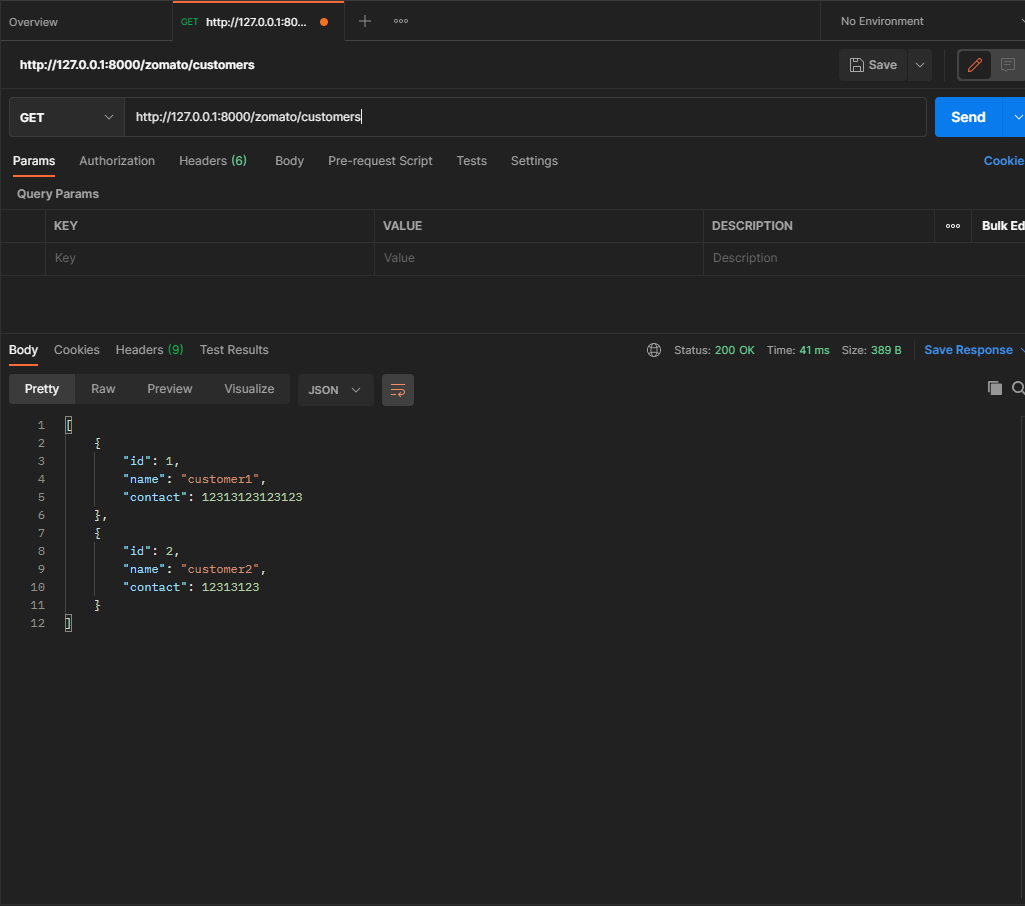 Overview
GET http://127.0.0.1:80...
No Environment
http://127.0.0.1:8000/zomato/customers
Save
GET
http://127.0.0.1:8000/zomato/customers
Send
Params Authorization Headers (6) Body Pre-request Script Tests Settings Cookie
Query Params
KEY VALUE DESCRIPTION Bulk Ed
Key Value Description
Body Cookies Headers (9) Test Results Status: 200 OK Time: 41 ms Size: 389 B Save Response
Pretty Raw Preview Visualize JSON
1 [
2 {
3 "id": 1,
4 "name": "customer1",
5 "contact": 12313123123123
6 },
7 {
8 "id": 2,
9 "name": "customer2",
10 "contact": 12313123
11 }
12 ]